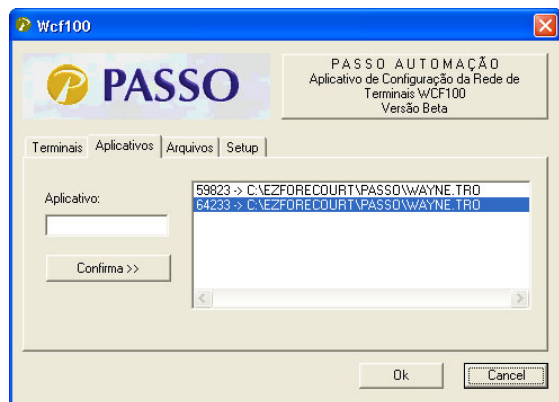 Wcf100
PASSO
PASSO AUTOMAÇÃO
Aplicativo de Configuração da Rede de
Terminais WCF100
Versão Beta
Terminais Aplicativos Arquivos Setup
Aplicativo:
59823 -> C:\EZFORECOURT\PASSO\WAYNE.TRO
64233 -> C:\EZFORECOURT\PASSO\WAYNE.TRO
Confirma >>
Ok Cancel